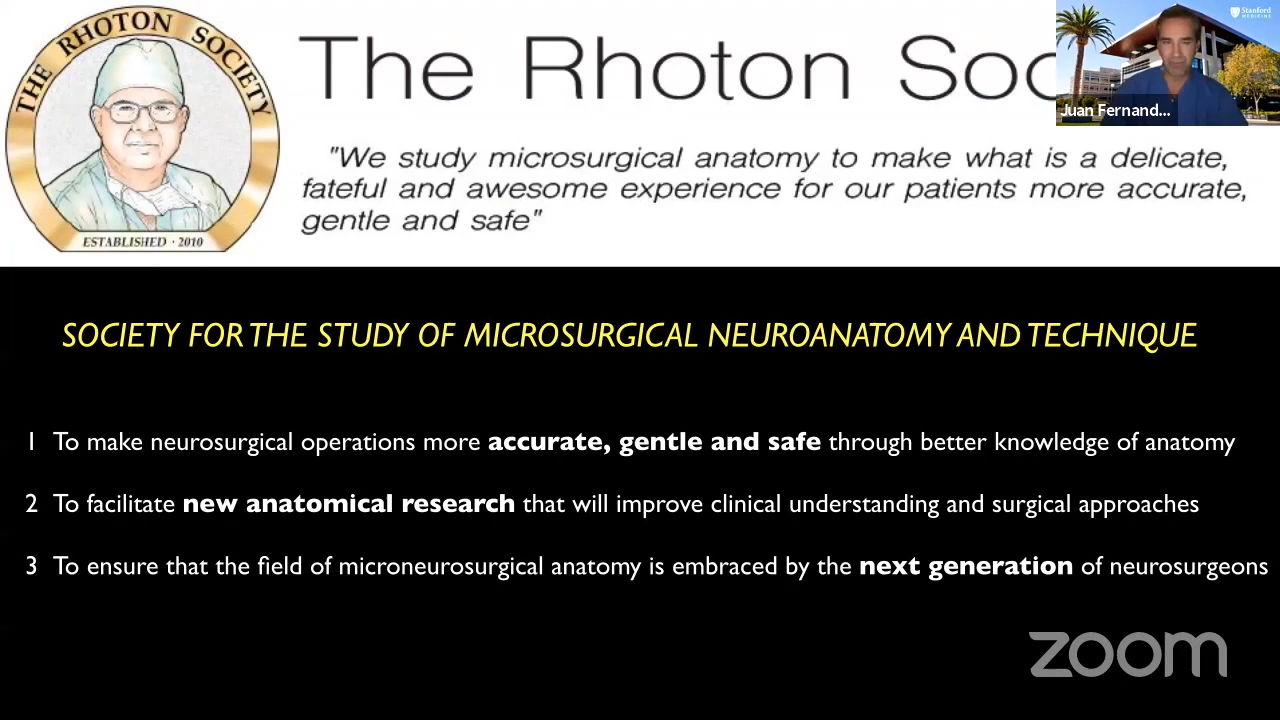 THE RHOTON SOCIETY
ESTABLISHED · 2010
The Rhoton Soc
Stanford
MEDICINE
Juan Fernand...
"We study microsurgical anatomy to make what is a delicate,
fateful and awesome experience for our patients more accurate,
gentle and safe"
SOCIETY FOR THE STUDY OF MICROSURGICAL NEUROANATOMY AND TECHNIQUE
1 To make neurosurgical operations more accurate, gentle and safe through better knowledge of anatomy
2 To facilitate new anatomical research that will improve clinical understanding and surgical approaches
3 To ensure that the field of microneurosurgical anatomy is embraced by the next generation of neurosurgeons
zoom